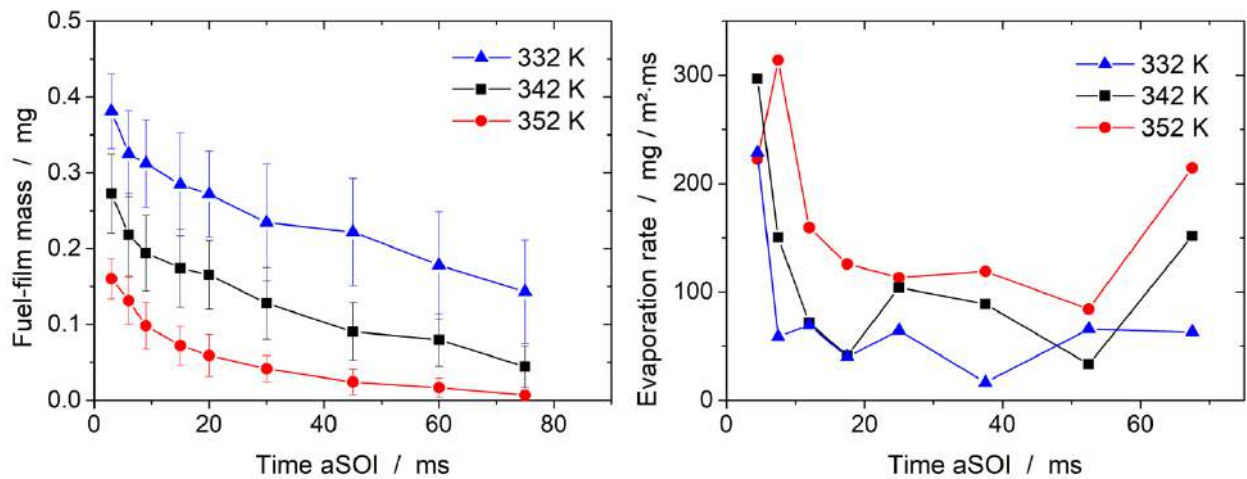 0.5
0.4
0.3
0.2
0.1
0.0
Fuel-film mass / mg
332 K
342 K
352 K
0
20
40
60
80
Time aSOI / ms
300
200
100
0
Evaporation rate / mg / m²·ms
332 K
342 K
352 K
0
20
40
60
Time aSOI / ms